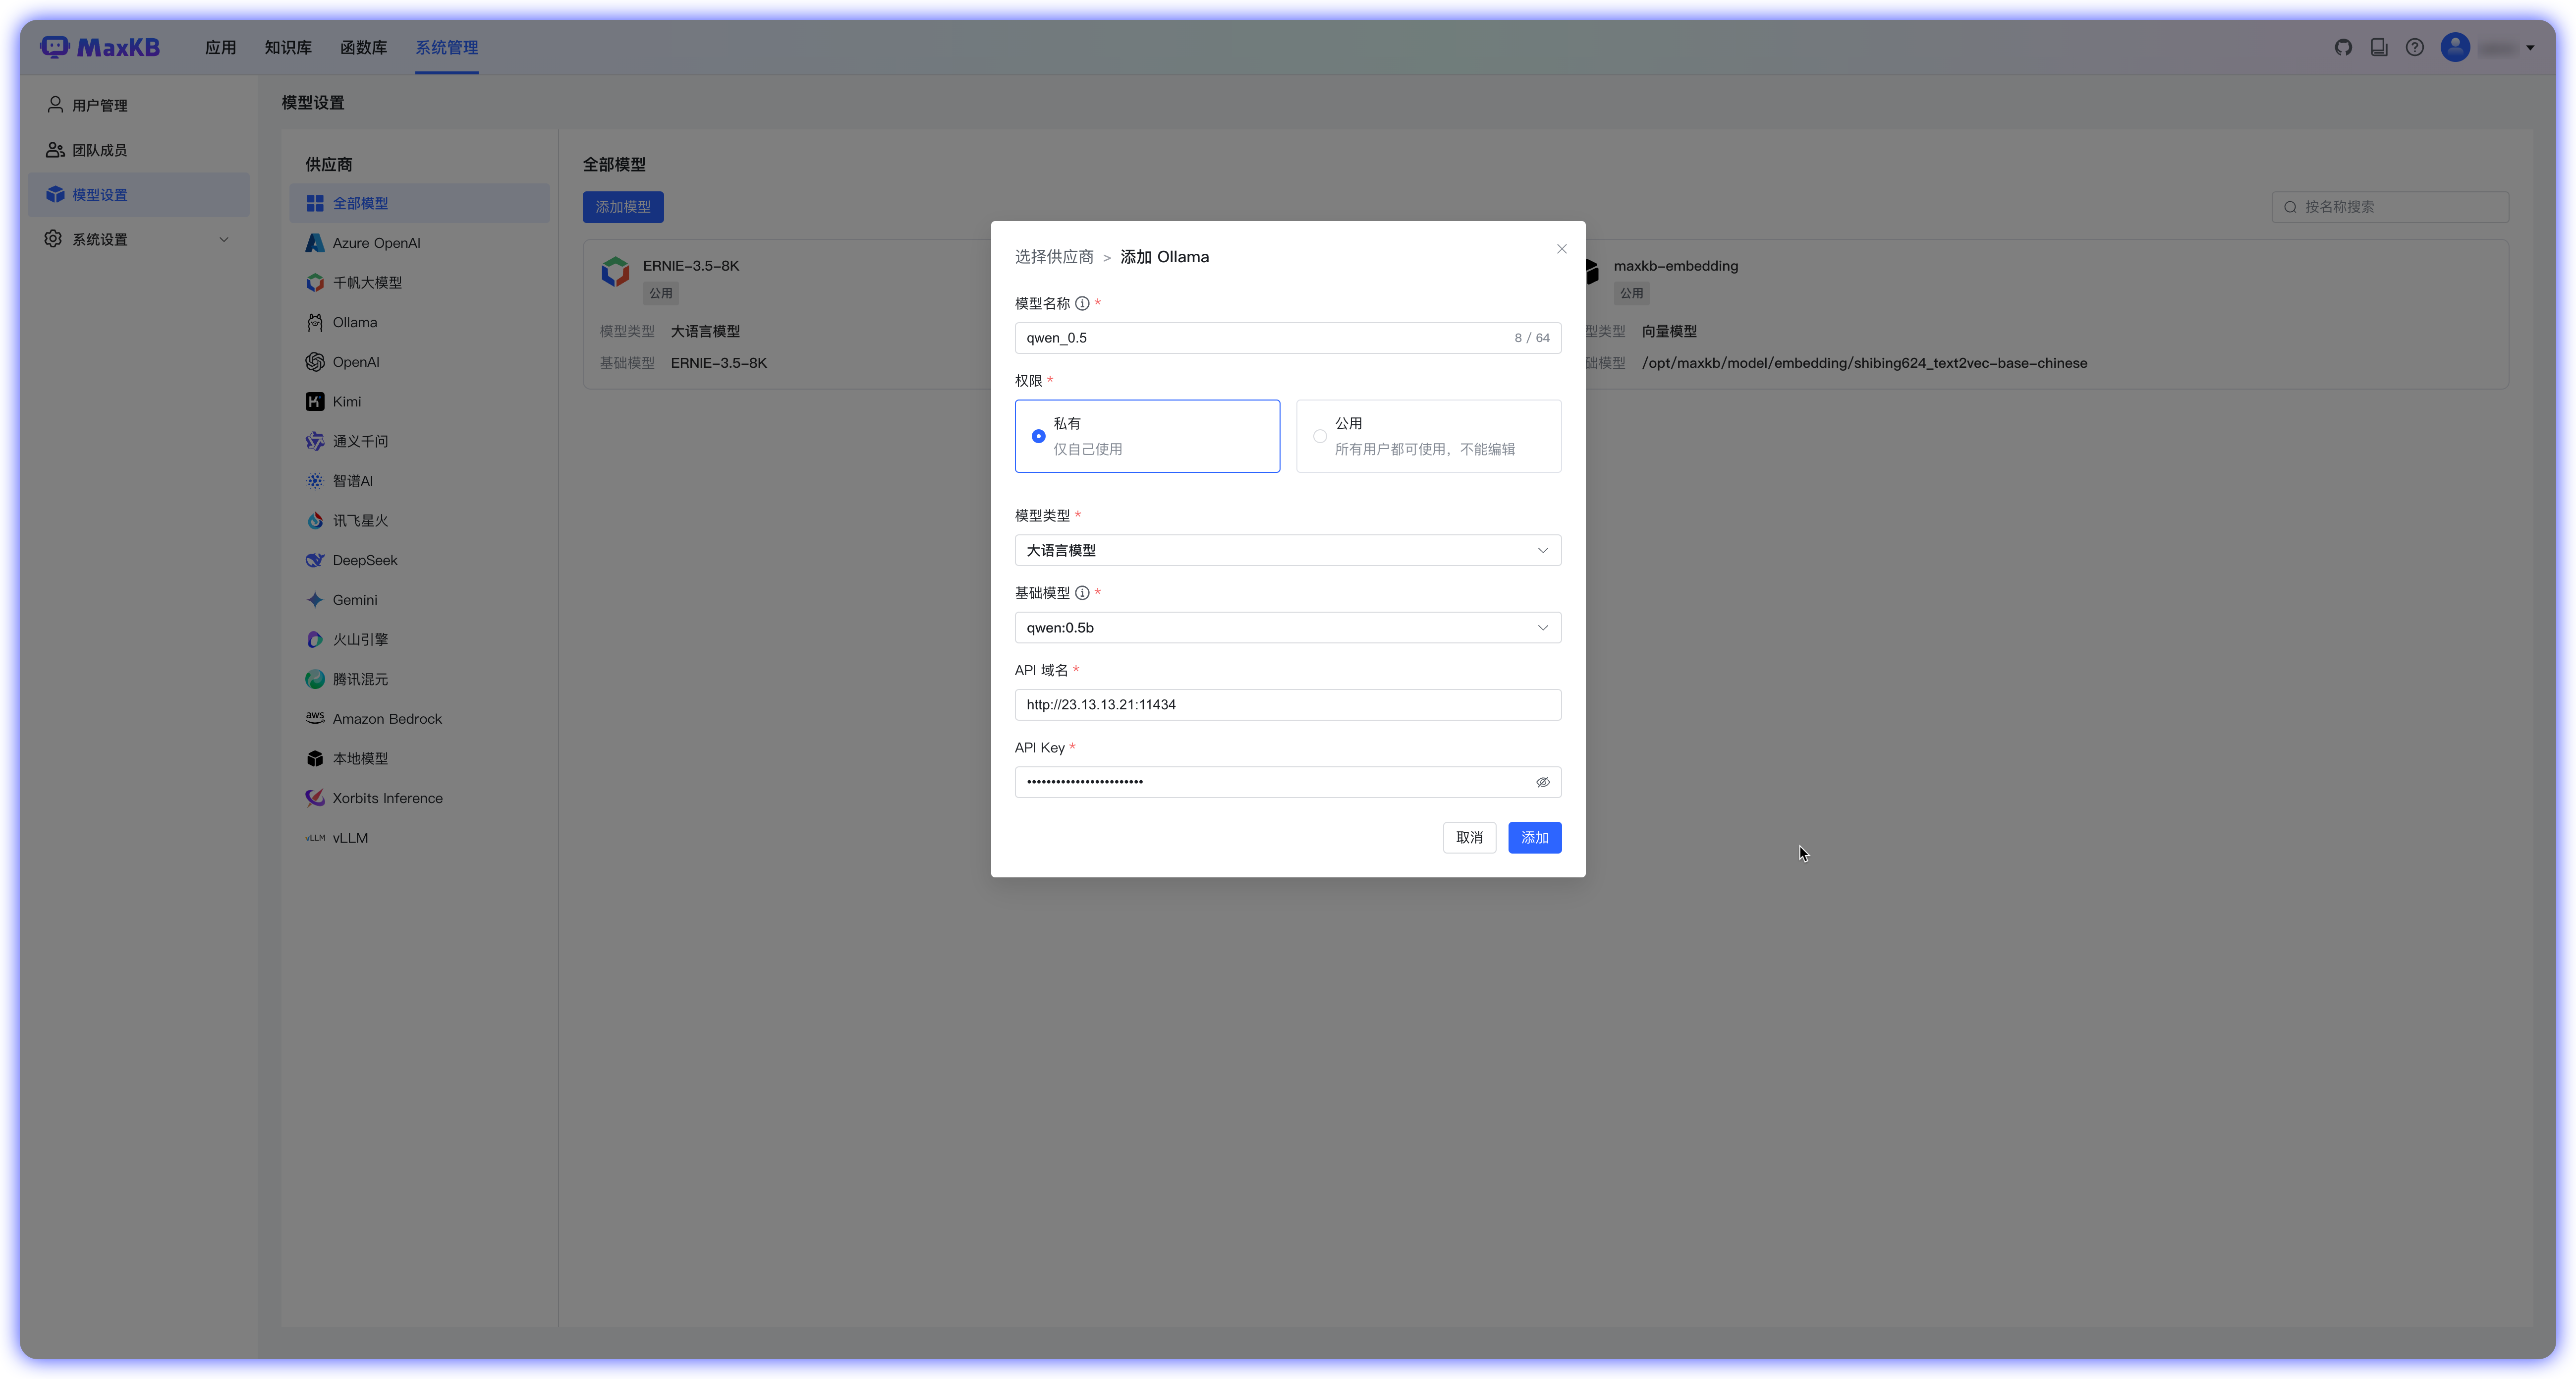 MaxKB 应用 知识库 函数库 系统管理
用户管理
团队成员
模型设置
系统设置
模型设置
供应商
全部模型
Azure OpenAI
千帆大模型
Ollama
OpenAI
Kimi
通义千问
智谱AI
讯飞星火
DeepSeek
Gemini
火山引擎
腾讯混元
aws Amazon Bedrock
本地模型
Xorbits Inference
vLLM vLLM
全部模型
添加模型
按名称搜索
ERNIE-3.5-8K
公用
模型类型 大语言模型
基础模型 ERNIE-3.5-8K
maxkb-embedding
公用
型类型 向量模型
础模型 /opt/maxkb/model/embedding/shibing624_text2vec-base-chinese
选择供应商 > 添加 Ollama
模型名称 *
qwen_0.5 8 / 64
权限 *
私有
仅自己使用
公用
所有用户都可使用，不能编辑
模型类型 *
大语言模型
基础模型 *
qwen:0.5b
API 域名 *
http://23.13.13.21:11434
API Key *
••••••••••••••••••••••••
取消 添加